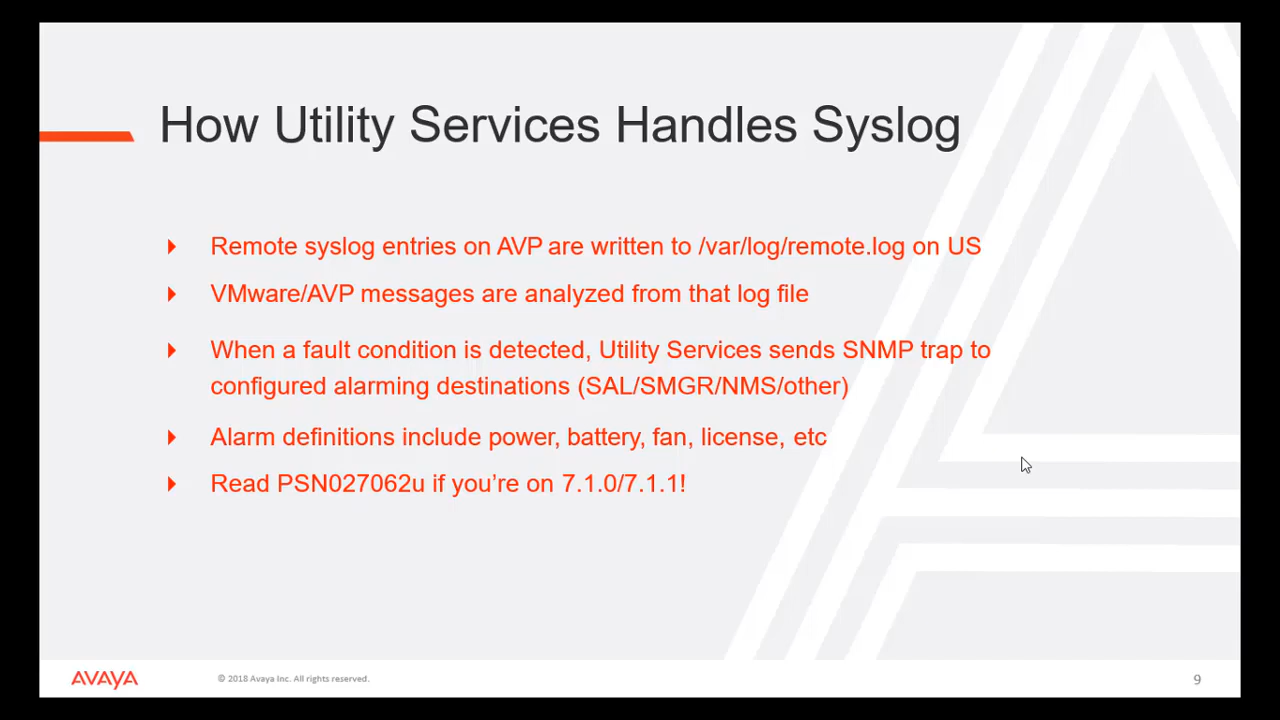 How Utility Services Handles Syslog
Remote syslog entries on AVP are written to /var/log/remote.log on US
VMware/AVP messages are analyzed from that log file
When a fault condition is detected, Utility Services sends SNMP trap to
configured alarming destinations (SAL/SMGR/NMS/other)
Alarm definitions include power, battery, fan, license, etc
Read PSN027062u if you’re on 7.1.0/7.1.1!
AVAYA
© 2018 Avaya Inc. All rights reserved.
9